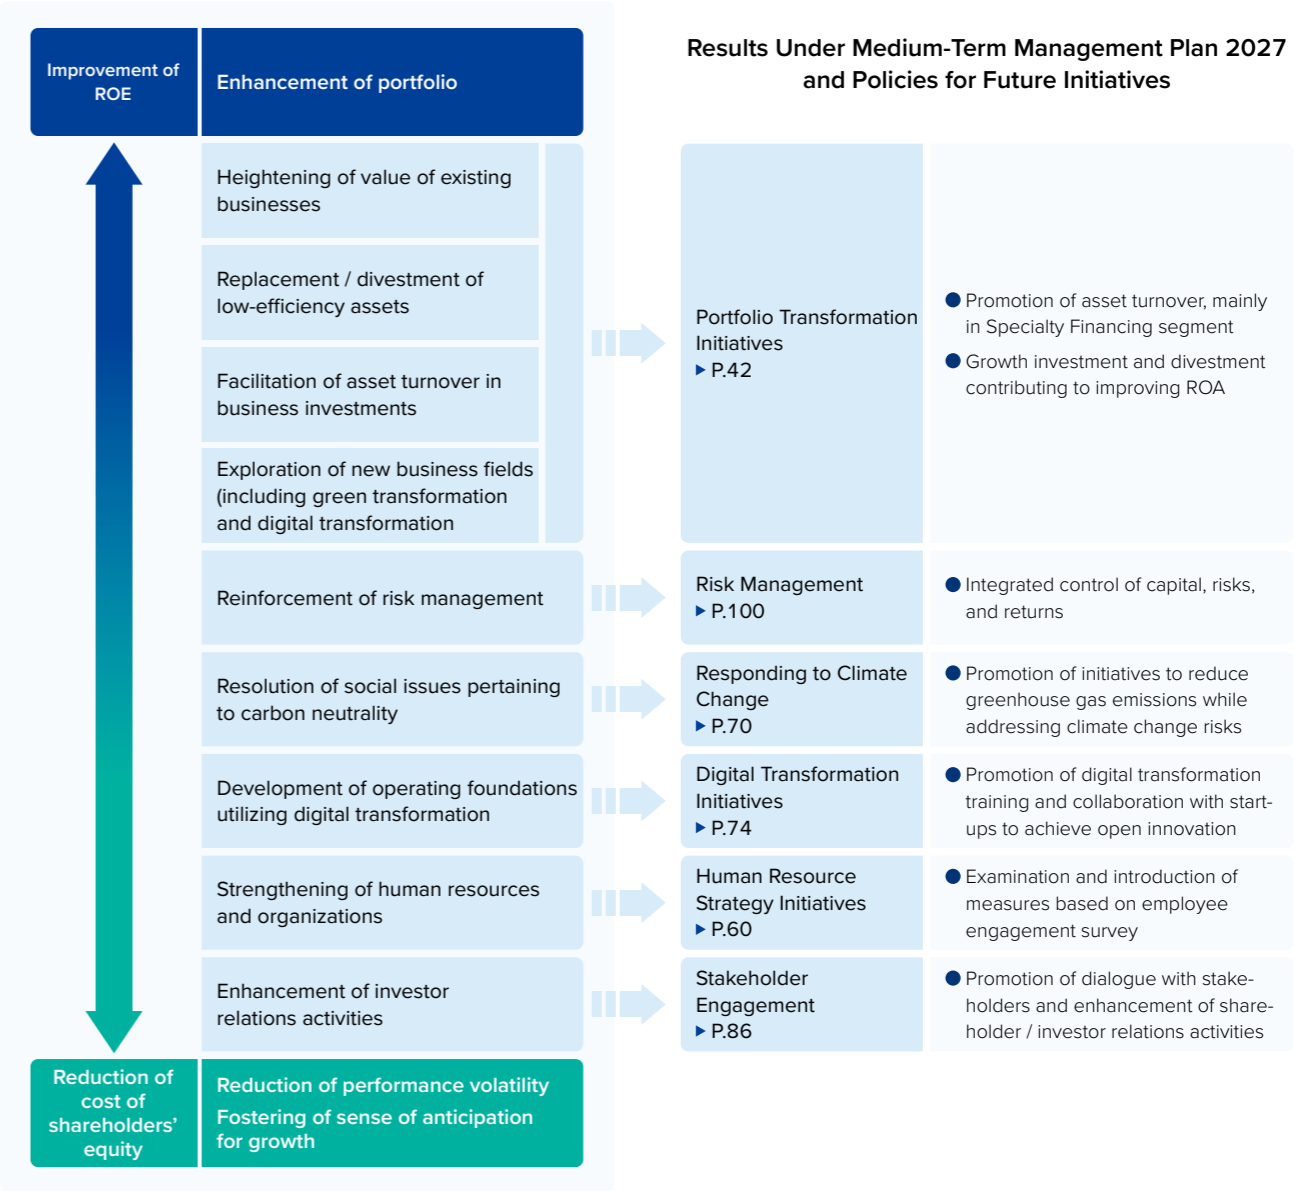 Improvement of
ROE
Enhancement of portfolio
Results Under Medium-Term Management Plan 2027
and Policies for Future Initiatives
Heightening of value of existing
businesses
Replacement / divestment of
low-efficiency assets
Facilitation of asset turnover in
business investments
Exploration of new business fields
(including green transformation
and digital transformation
Portfolio Transformation
Initiatives
▶ P.42
● Promotion of asset turnover, mainly
in Specialty Financing segment
● Growth investment and divestment
contributing to improving ROA
Reinforcement of risk management
Risk Management
▶ P.100
● Integrated control of capital, risks,
and returns
Resolution of social issues pertaining
to carbon neutrality
Responding to Climate
Change
▶ P.70
● Promotion of initiatives to reduce
greenhouse gas emissions while
addressing climate change risks
Development of operating foundations
utilizing digital transformation
Digital Transformation
Initiatives
▶ P.74
● Promotion of digital transformation
training and collaboration with start-
ups to achieve open innovation
Strengthening of human resources
and organizations
Human Resource
Strategy Initiatives
▶ P.60
● Examination and introduction of
measures based on employee
engagement survey
Enhancement of investor
relations activities
Stakeholder
Engagement
▶ P.86
● Promotion of dialogue with stake-
holders and enhancement of share-
holder / investor relations activities
Reduction of
cost of
shareholders’
equity
Reduction of performance volatility
Fostering of sense of anticipation
for growth